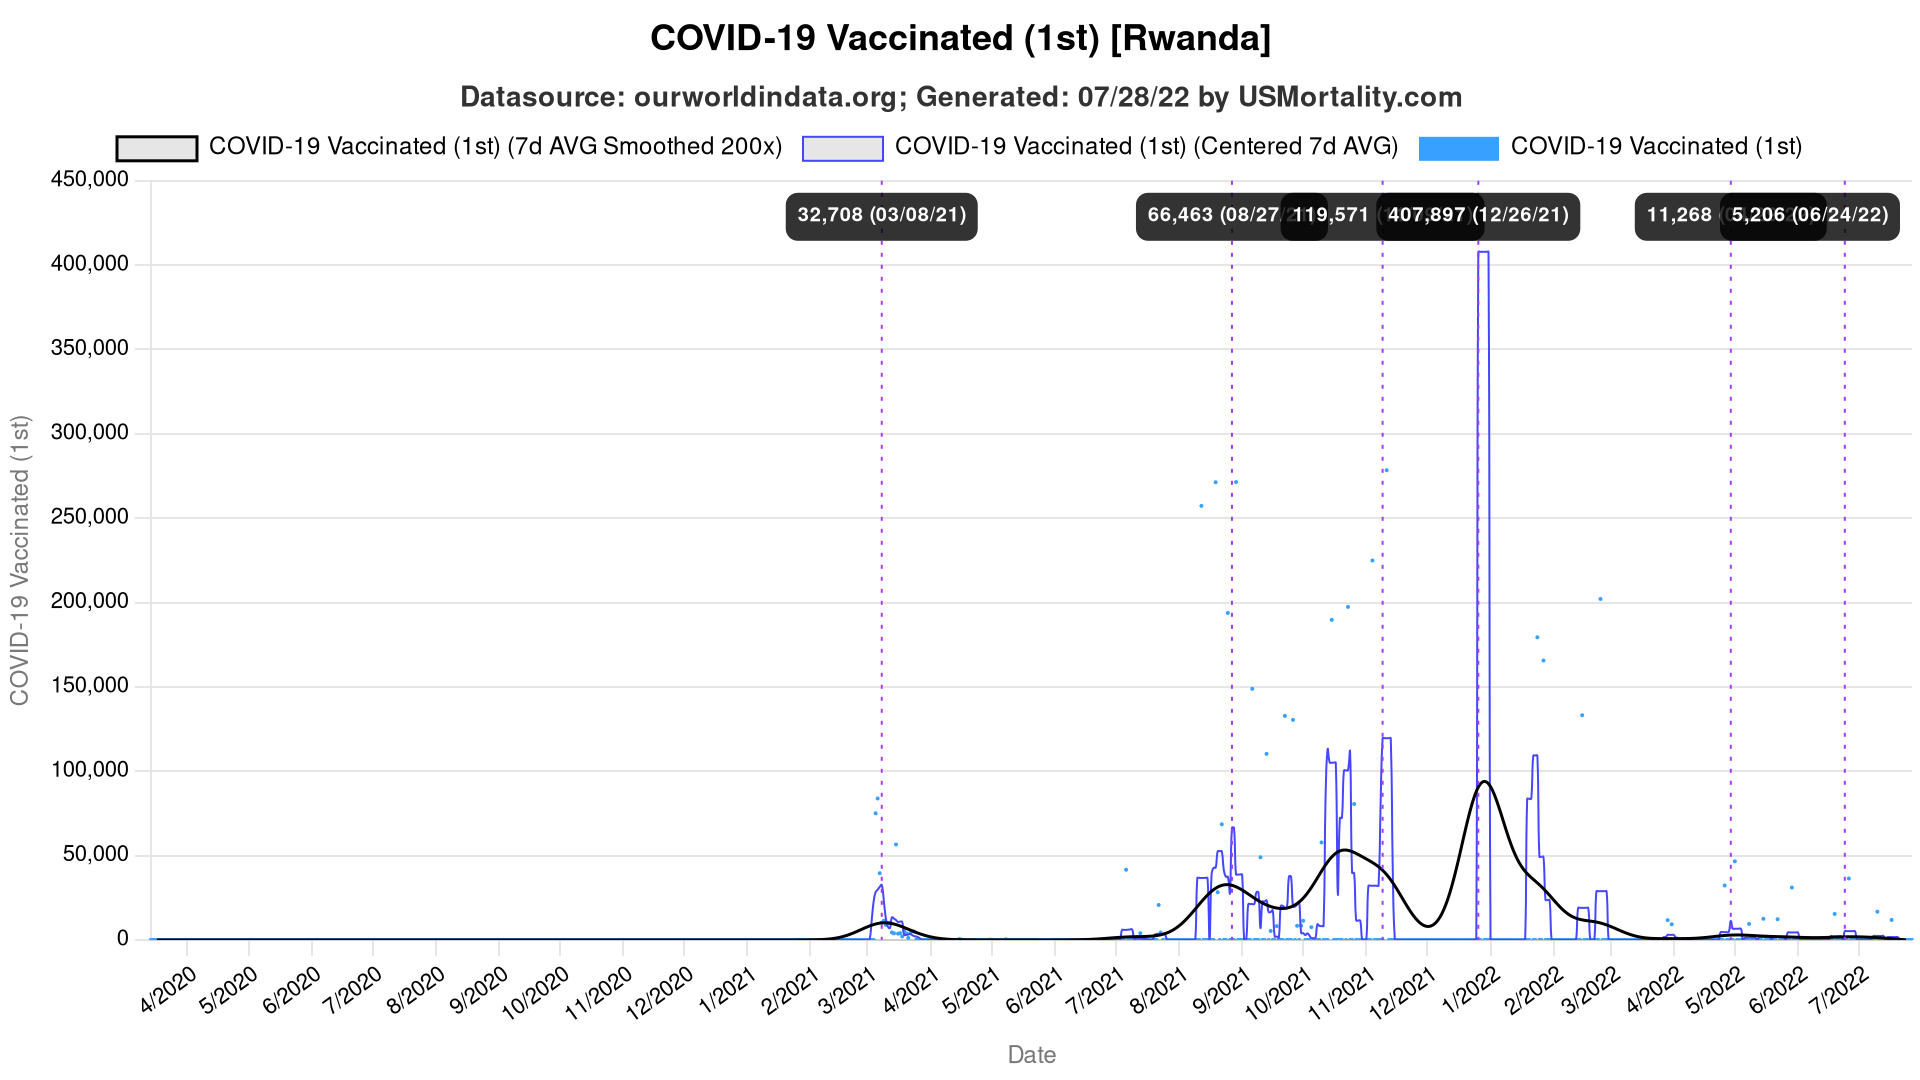 COVID-19 Vaccinated (1st) [Rwanda]
Datasource: ourworldindata.org; Generated: 07/28/22 by USMortality.com
COVID-19 Vaccinated (1st) (7d AVG Smoothed 200x) COVID-19 Vaccinated (1st) (Centered 7d AVG) COVID-19 Vaccinated (1st)
450,000
400,000
350,000
300,000
250,000
200,000
150,000
100,000
50,000
0
32,708 (03/08/21) 66,463 (08/27/ 119,571 407,897 (12/26/21) 11,268 5,206 (06/24/22)
COVID-19 Vaccinated (1st)
4/2020 5/2020 6/2020 7/2020 8/2020 9/2020 10/2020 11/2020 12/2020 1/2021 2/2021 3/2021 4/2021 5/2021 6/2021 7/2021 8/2021 9/2021 10/2021 11/2021 12/2021 1/2022 2/2022 3/2022 4/2022 5/2022 6/2022 7/2022
Date